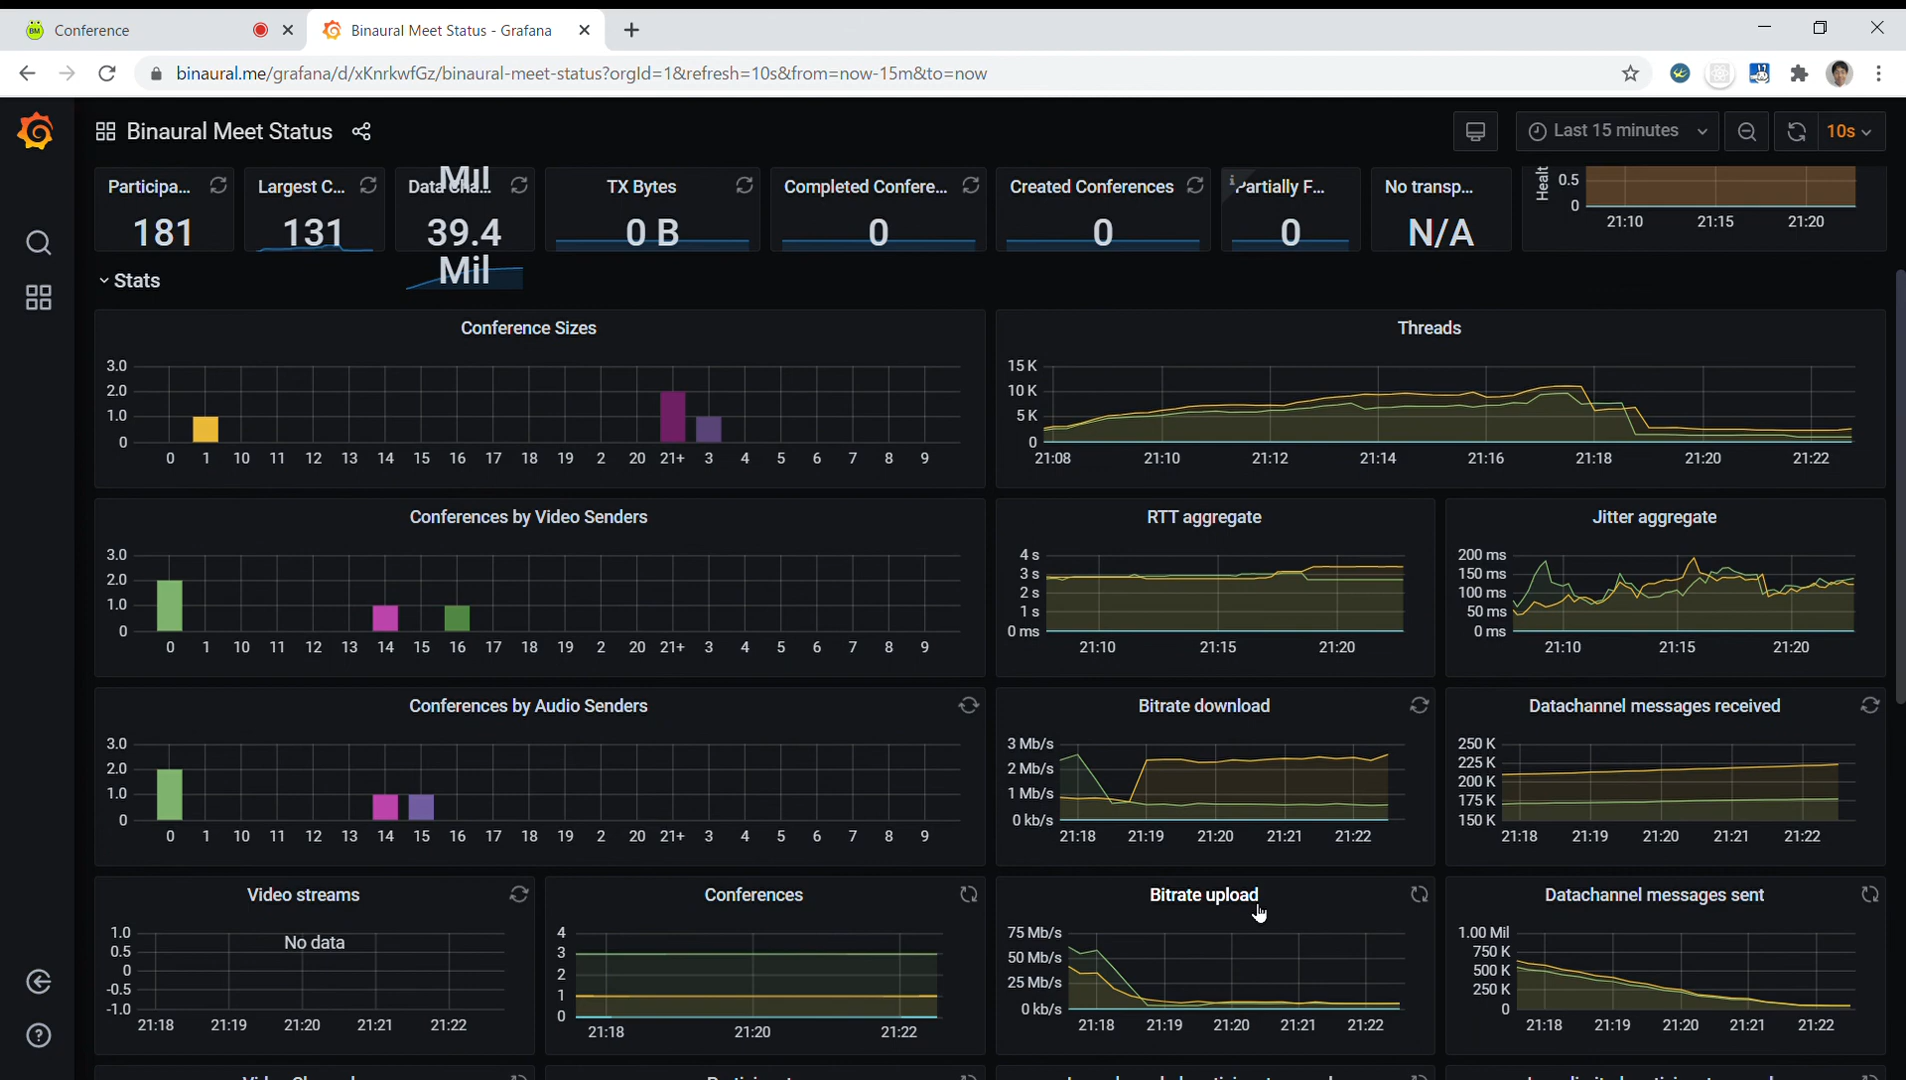 Conference
Binaural Meet Status - Grafana
binaural.me/grafana/d/xKnrkwfGz/binaural-meet-status?orgId=1&refresh=10s&from=now-15m&to=now
Binaural Meet Status
Last 15 minutes
10s
Participa...
181
Largest C...
131
Mil
39.4
Mil
TX Bytes
0 B
Completed Confere...
0
Created Conferences
0
Partially F...
0
No transp...
N/A
0.5
0
21:10 21:15 21:20
Stats
Conference Sizes
3.0
2.0
1.0
0
0 1 10 11 12 13 14 15 16 17 18 19 2 20 21+ 3 4 5 6 7 8 9
Threads
15 K
10 K
5 K
0
21:08 21:10 21:12 21:14 21:16 21:18 21:20 21:22
Conferences by Video Senders
3.0
2.0
1.0
0
0 1 10 11 12 13 14 15 16 17 18 19 2 20 21+ 3 4 5 6 7 8 9
RTT aggregate
4 s
3 s
2 s
1 s
0 ms
21:10 21:15 21:20
Jitter aggregate
200 ms
150 ms
100 ms
50 ms
0 ms
21:10 21:15 21:20
Conferences by Audio Senders
3.0
2.0
1.0
0
0 1 10 11 12 13 14 15 16 17 18 19 2 20 21+ 3 4 5 6 7 8 9
Bitrate download
3 Mb/s
2 Mb/s
1 Mb/s
0 kb/s
21:18 21:19 21:20 21:21 21:22
Datachannel messages received
250 K
225 K
200 K
175 K
150 K
21:18 21:19 21:20 21:21 21:22
Video streams
No data
1.0
0.5
0
-0.5
-1.0
21:18 21:19 21:20 21:21 21:22
Conferences
4
3
2
1
0
21:18 21:20 21:22
Bitrate upload
75 Mb/s
50 Mb/s
25 Mb/s
0 kb/s
21:18 21:19 21:20 21:21 21:22
Datachannel messages sent
1.00 Mil
750 K
500 K
250 K
0
21:18 21:19 21:20 21:21 21:22